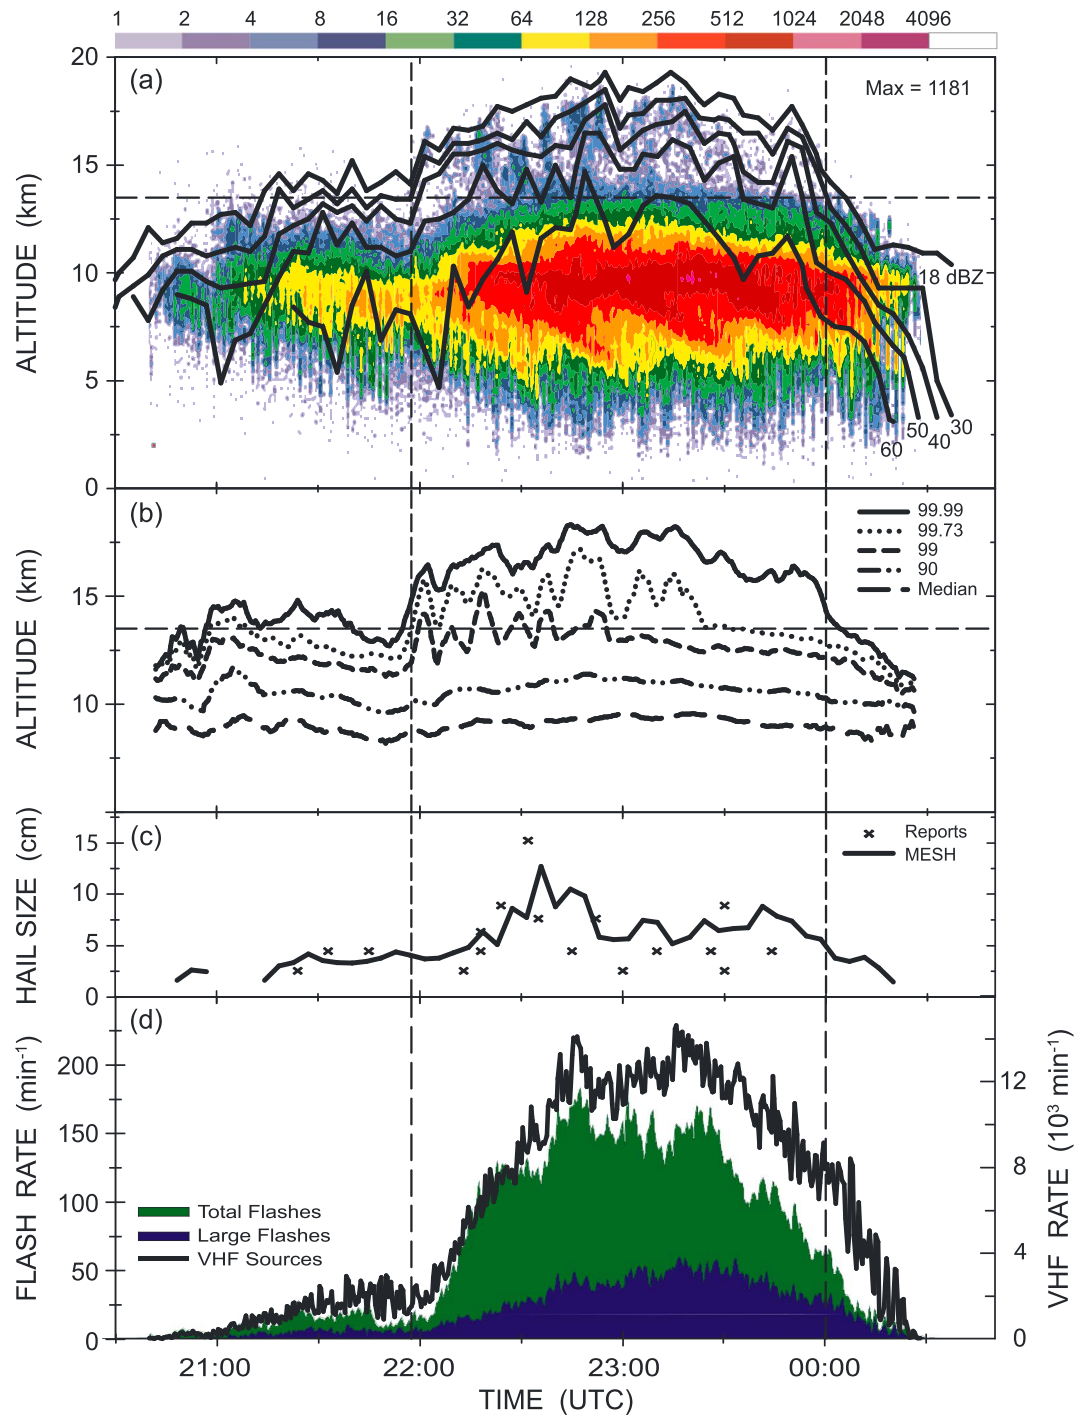 1 2 4 8 16 32 64 128 256 512 1024 2048 4096
20
(a)
Max = 1181
15
ALTITUDE (km)
10
18 dBZ
5
30
50
40
60
0
(b)
99.99
99.73
99
90
Median
15
ALTITUDE (km)
10
(c)
Reports
MESH
15
HAIL SIZE (cm)
10
5
0
(d)
200
12
150
FLASH RATE (min-1)
VHF RATE (10³ min-1)
8
100
Total Flashes
Large Flashes
VHF Sources
50
4
0
0
21:00 22:00 23:00 00:00
TIME (UTC)